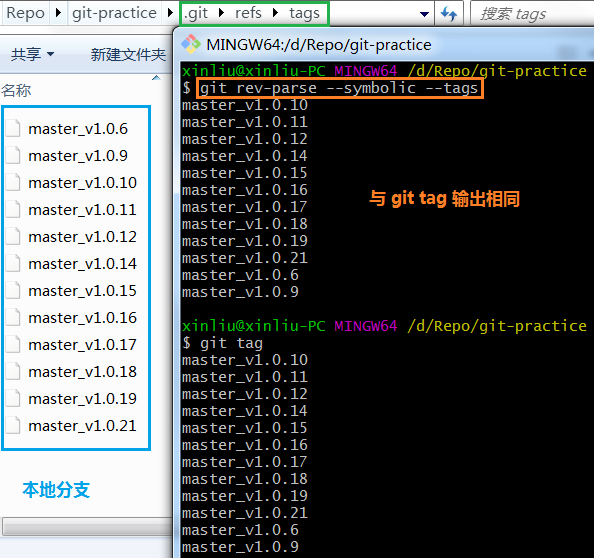 Repo git-practice .git refs tags
搜索 tags
共享 新建文件夹
名称
master_v1.0.6
master_v1.0.9
master_v1.0.10
master_v1.0.11
master_v1.0.12
master_v1.0.14
master_v1.0.15
master_v1.0.16
master_v1.0.17
master_v1.0.18
master_v1.0.19
master_v1.0.21
本地分支
MINGW64:/d/Repo/git-practice
xinliu@xinliu-PC MINGW64 /d/Repo/git-practice
$ git rev-parse --symbolic --tags
master_v1.0.10
master_v1.0.11
master_v1.0.12
master_v1.0.14
master_v1.0.15
master_v1.0.16
master_v1.0.17
master_v1.0.18
master_v1.0.19
master_v1.0.21
master_v1.0.6
master_v1.0.9
与 git tag 输出相同
xinliu@xinliu-PC MINGW64 /d/Repo/git-practice
$ git tag
master_v1.0.10
master_v1.0.11
master_v1.0.12
master_v1.0.14
master_v1.0.15
master_v1.0.16
master_v1.0.17
master_v1.0.18
master_v1.0.19
master_v1.0.21
master_v1.0.6
master_v1.0.9